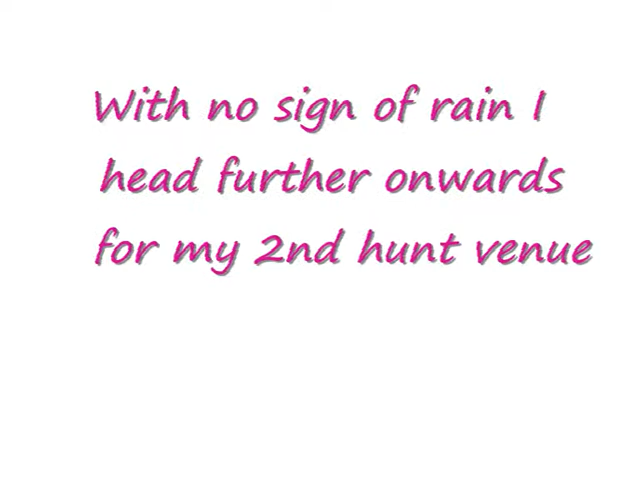 With no sign of rain I
head further onwards
for my 2nd hunt venue